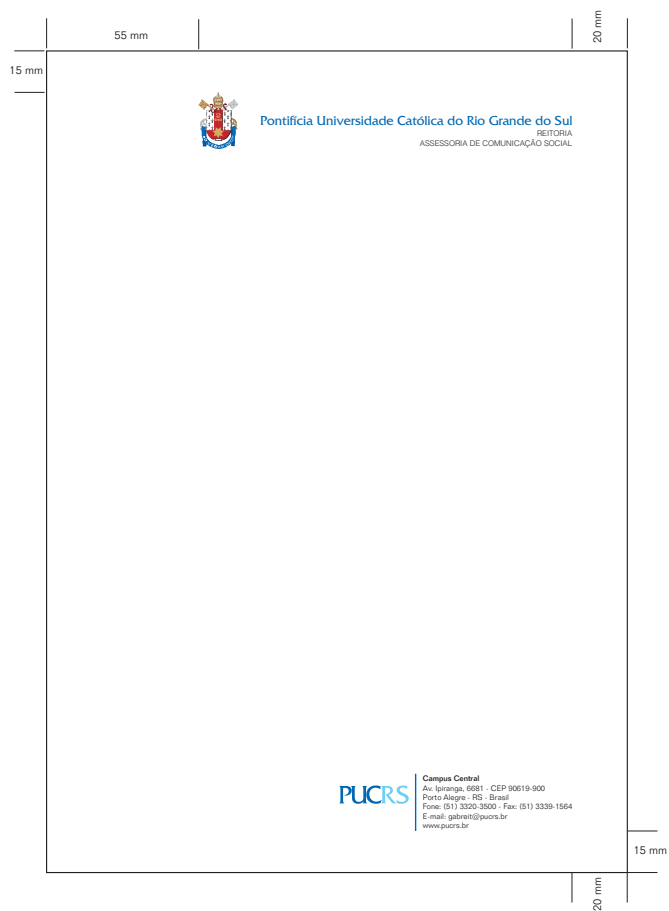 55 mm
20 mm
15 mm
Pontifícia Universidade Católica do Rio Grande do Sul
REITORIA
ASSESSORIA DE COMUNICAÇÃO SOCIAL
PUCRS
Campus Central
Av. Ipiranga, 6681 - CEP 90619-900
Porto Alegre - RS - Brasil
Fone: (51) 3320-3500 - Fax: (51) 3339-1564
E-mail: gabreit@pucrs.br
www.pucrs.br
15 mm
20 mm